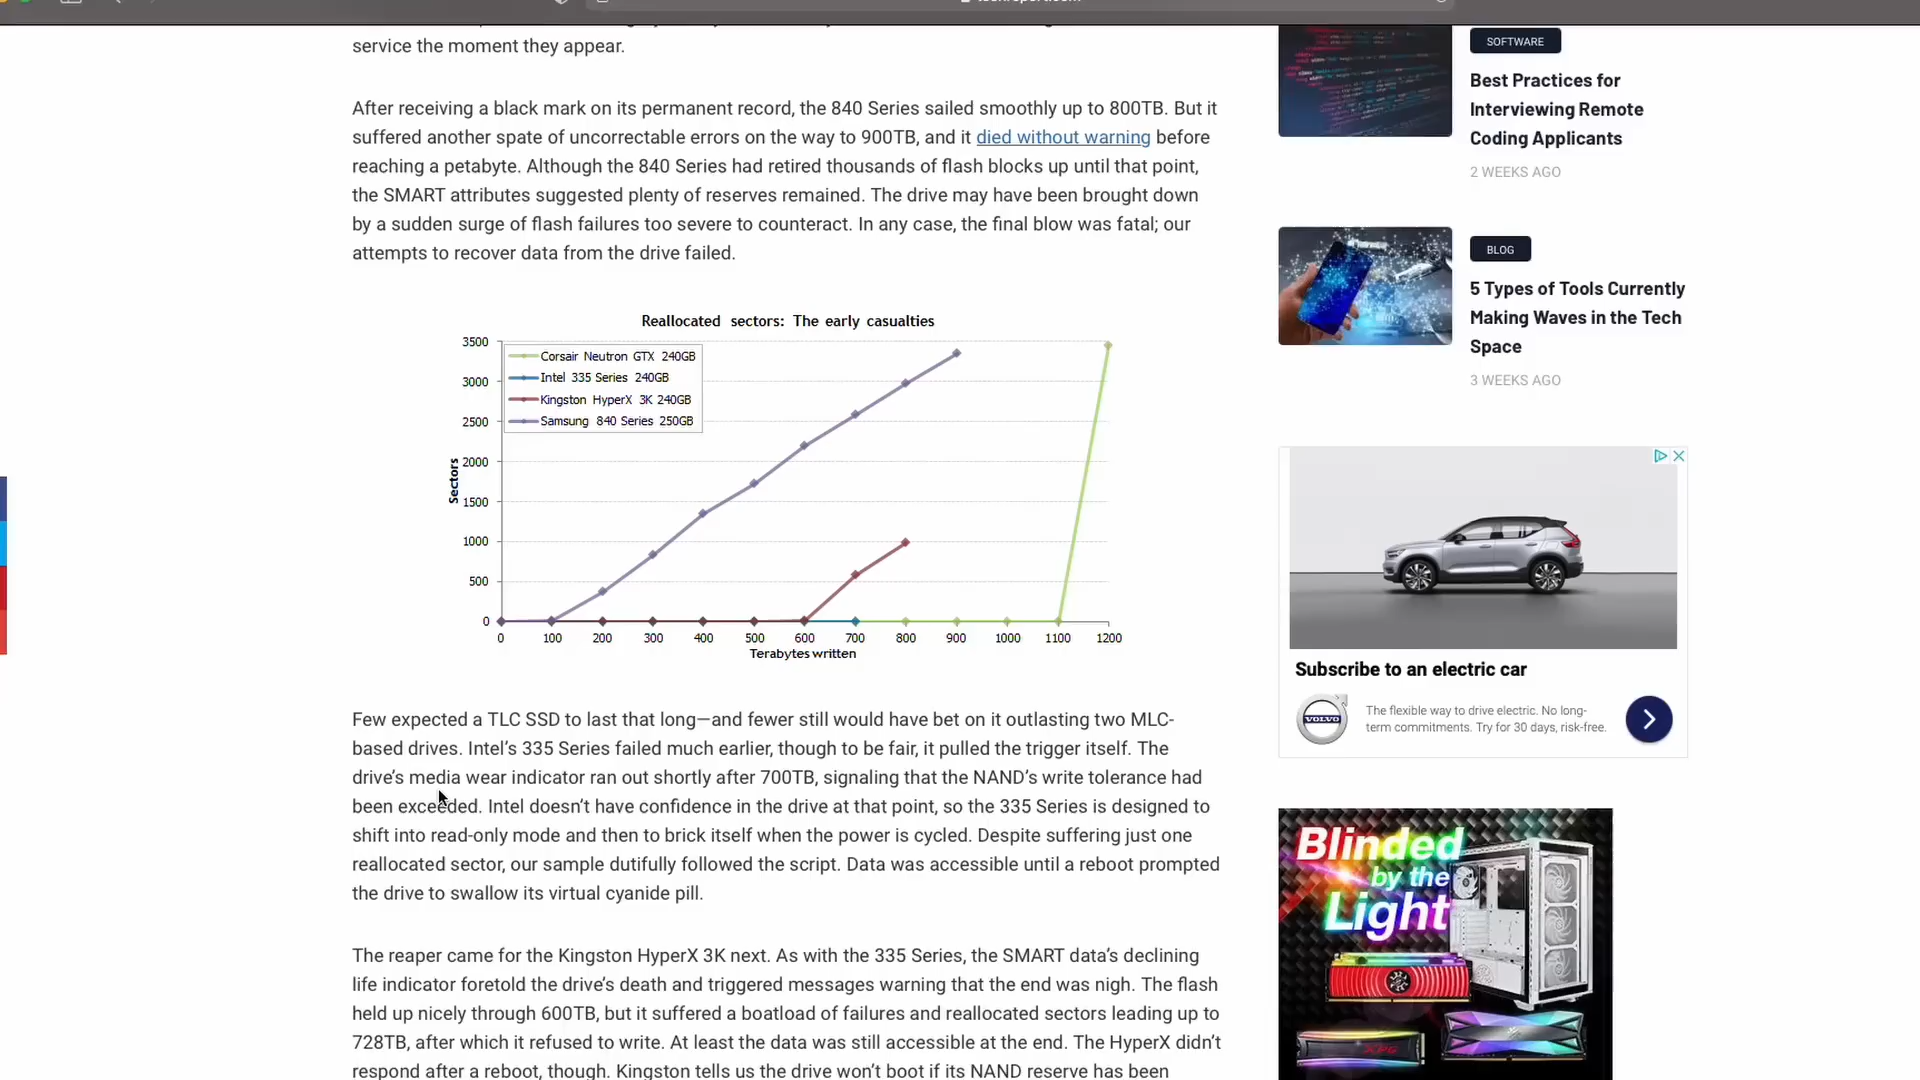 service the moment they appear.
After receiving a black mark on its permanent record, the 840 Series sailed smoothly up to 800TB. But it
suffered another spate of uncorrectable errors on the way to 900TB, and it died without warning before
reaching a petabyte. Although the 840 Series had retired thousands of flash blocks up until that point,
the SMART attributes suggested plenty of reserves remained. The drive may have been brought down
by a sudden surge of flash failures too severe to counteract. In any case, the final blow was fatal; our
attempts to recover data from the drive failed.
Reallocated sectors: The early casualties
3500
3000
2500
2000
1500
1000
500
0
Sectors
Corsair Neutron GTX 240GB
Intel 335 Series 240GB
Kingston HyperX 3K 240GB
Samsung 840 Series 250GB
0 100 200 300 400 500 600 700 800 900 1000 1100 1200
Terabytes written
Few expected a TLC SSD to last that long—and fewer still would have bet on it outlasting two MLC-
based drives. Intel’s 335 Series failed much earlier, though to be fair, it pulled the trigger itself. The
drive’s media wear indicator ran out shortly after 700TB, signaling that the NAND’s write tolerance had
been exceeded. Intel doesn’t have confidence in the drive at that point, so the 335 Series is designed to
shift into read-only mode and then to brick itself when the power is cycled. Despite suffering just one
reallocated sector, our sample dutifully followed the script. Data was accessible until a reboot prompted
the drive to swallow its virtual cyanide pill.
The reaper came for the Kingston HyperX 3K next. As with the 335 Series, the SMART data’s declining
life indicator foretold the drive’s death and triggered messages warning that the end was nigh. The flash
held up nicely through 600TB, but it suffered a boatload of failures and reallocated sectors leading up to
728TB, after which it refused to write. At least the data was still accessible at the end. The HyperX didn’t
respond after a reboot, though. Kingston tells us the drive won’t boot if its NAND reserve has been
SOFTWARE
Best Practices for
Interviewing Remote
Coding Applicants
2 WEEKS AGO
BLOG
5 Types of Tools Currently
Making Waves in the Tech
Space
3 WEEKS AGO
Subscribe to an electric car
VOLVO
The flexible way to drive electric. No long-
term commitments. Try for 30 days, risk-free.
Blinded
by the
Light
XPG